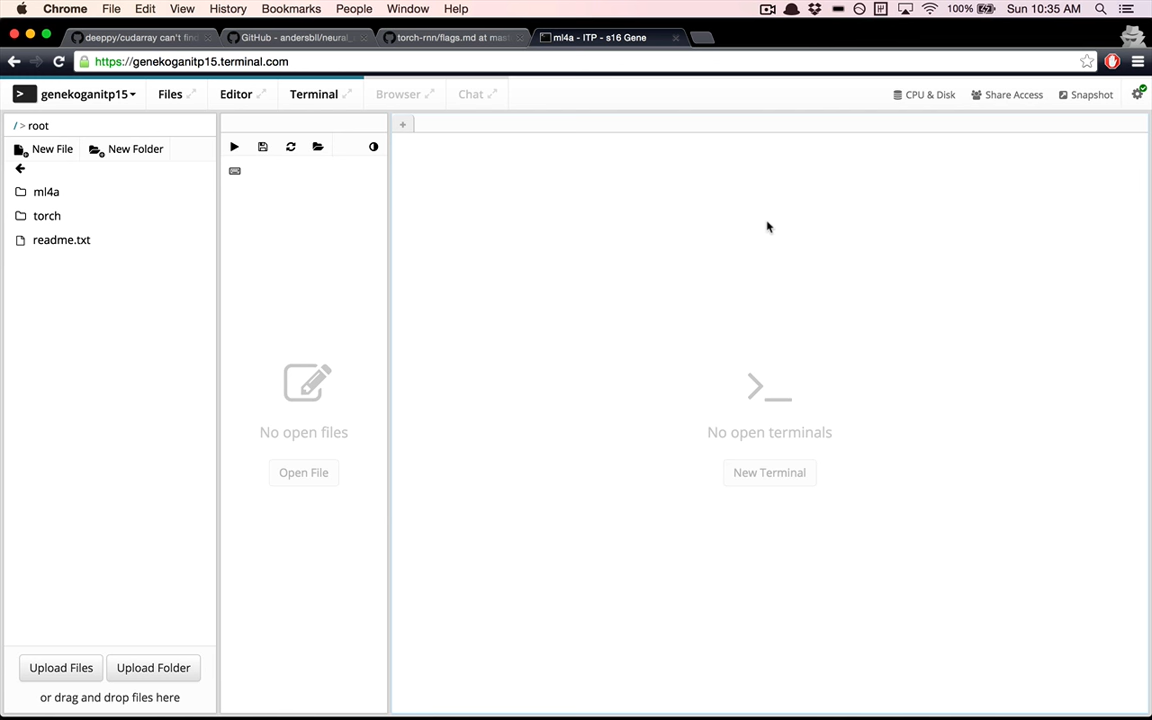 Chrome File Edit View History Bookmarks People Window Help 100% Sun 10:35 AM
deeppy/cudarray can't find GitHub - andersbll/neural_ torch-rnn/flags.md at mast ml4a - ITP - s16 Gene
https://genekoganitp15.terminal.com
>_ genekoganitp15 Files Editor Terminal Browser Chat CPU & Disk Share Access Snapshot
/ > root
+
New File New Folder
ml4a
torch
readme.txt
No open files
No open terminals
Open File
New Terminal
Upload Files Upload Folder
or drag and drop files here